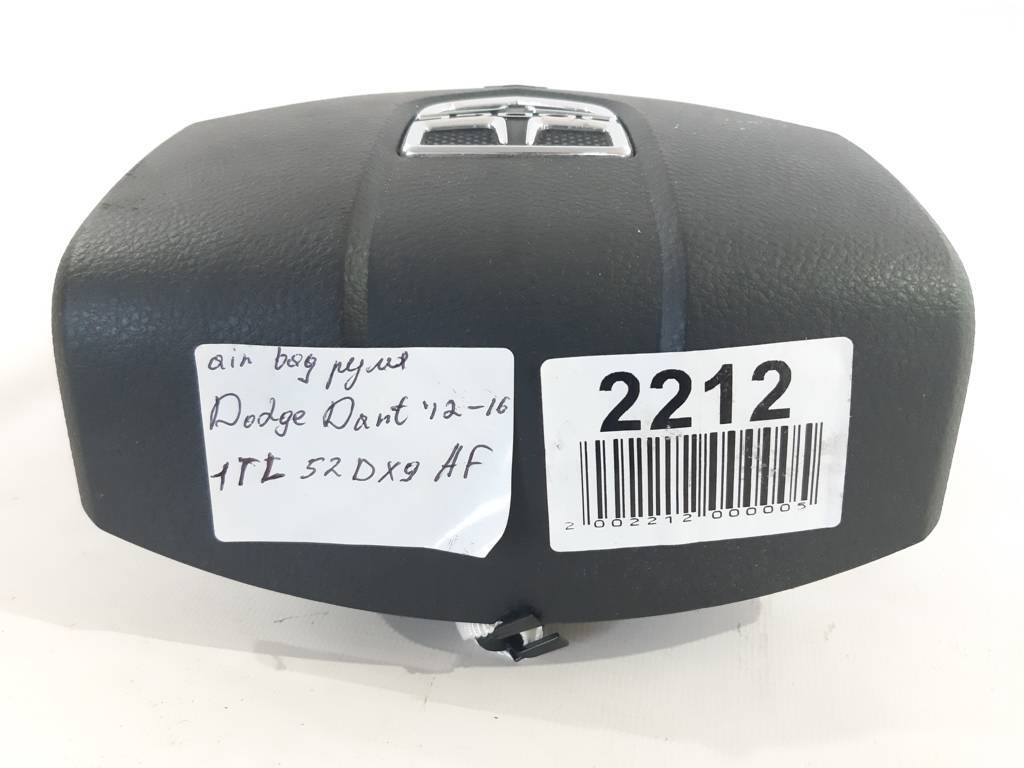 air bag руля
Dodge Dart '12-16
1TL 52DX9 AF
2212
2 002212 000005